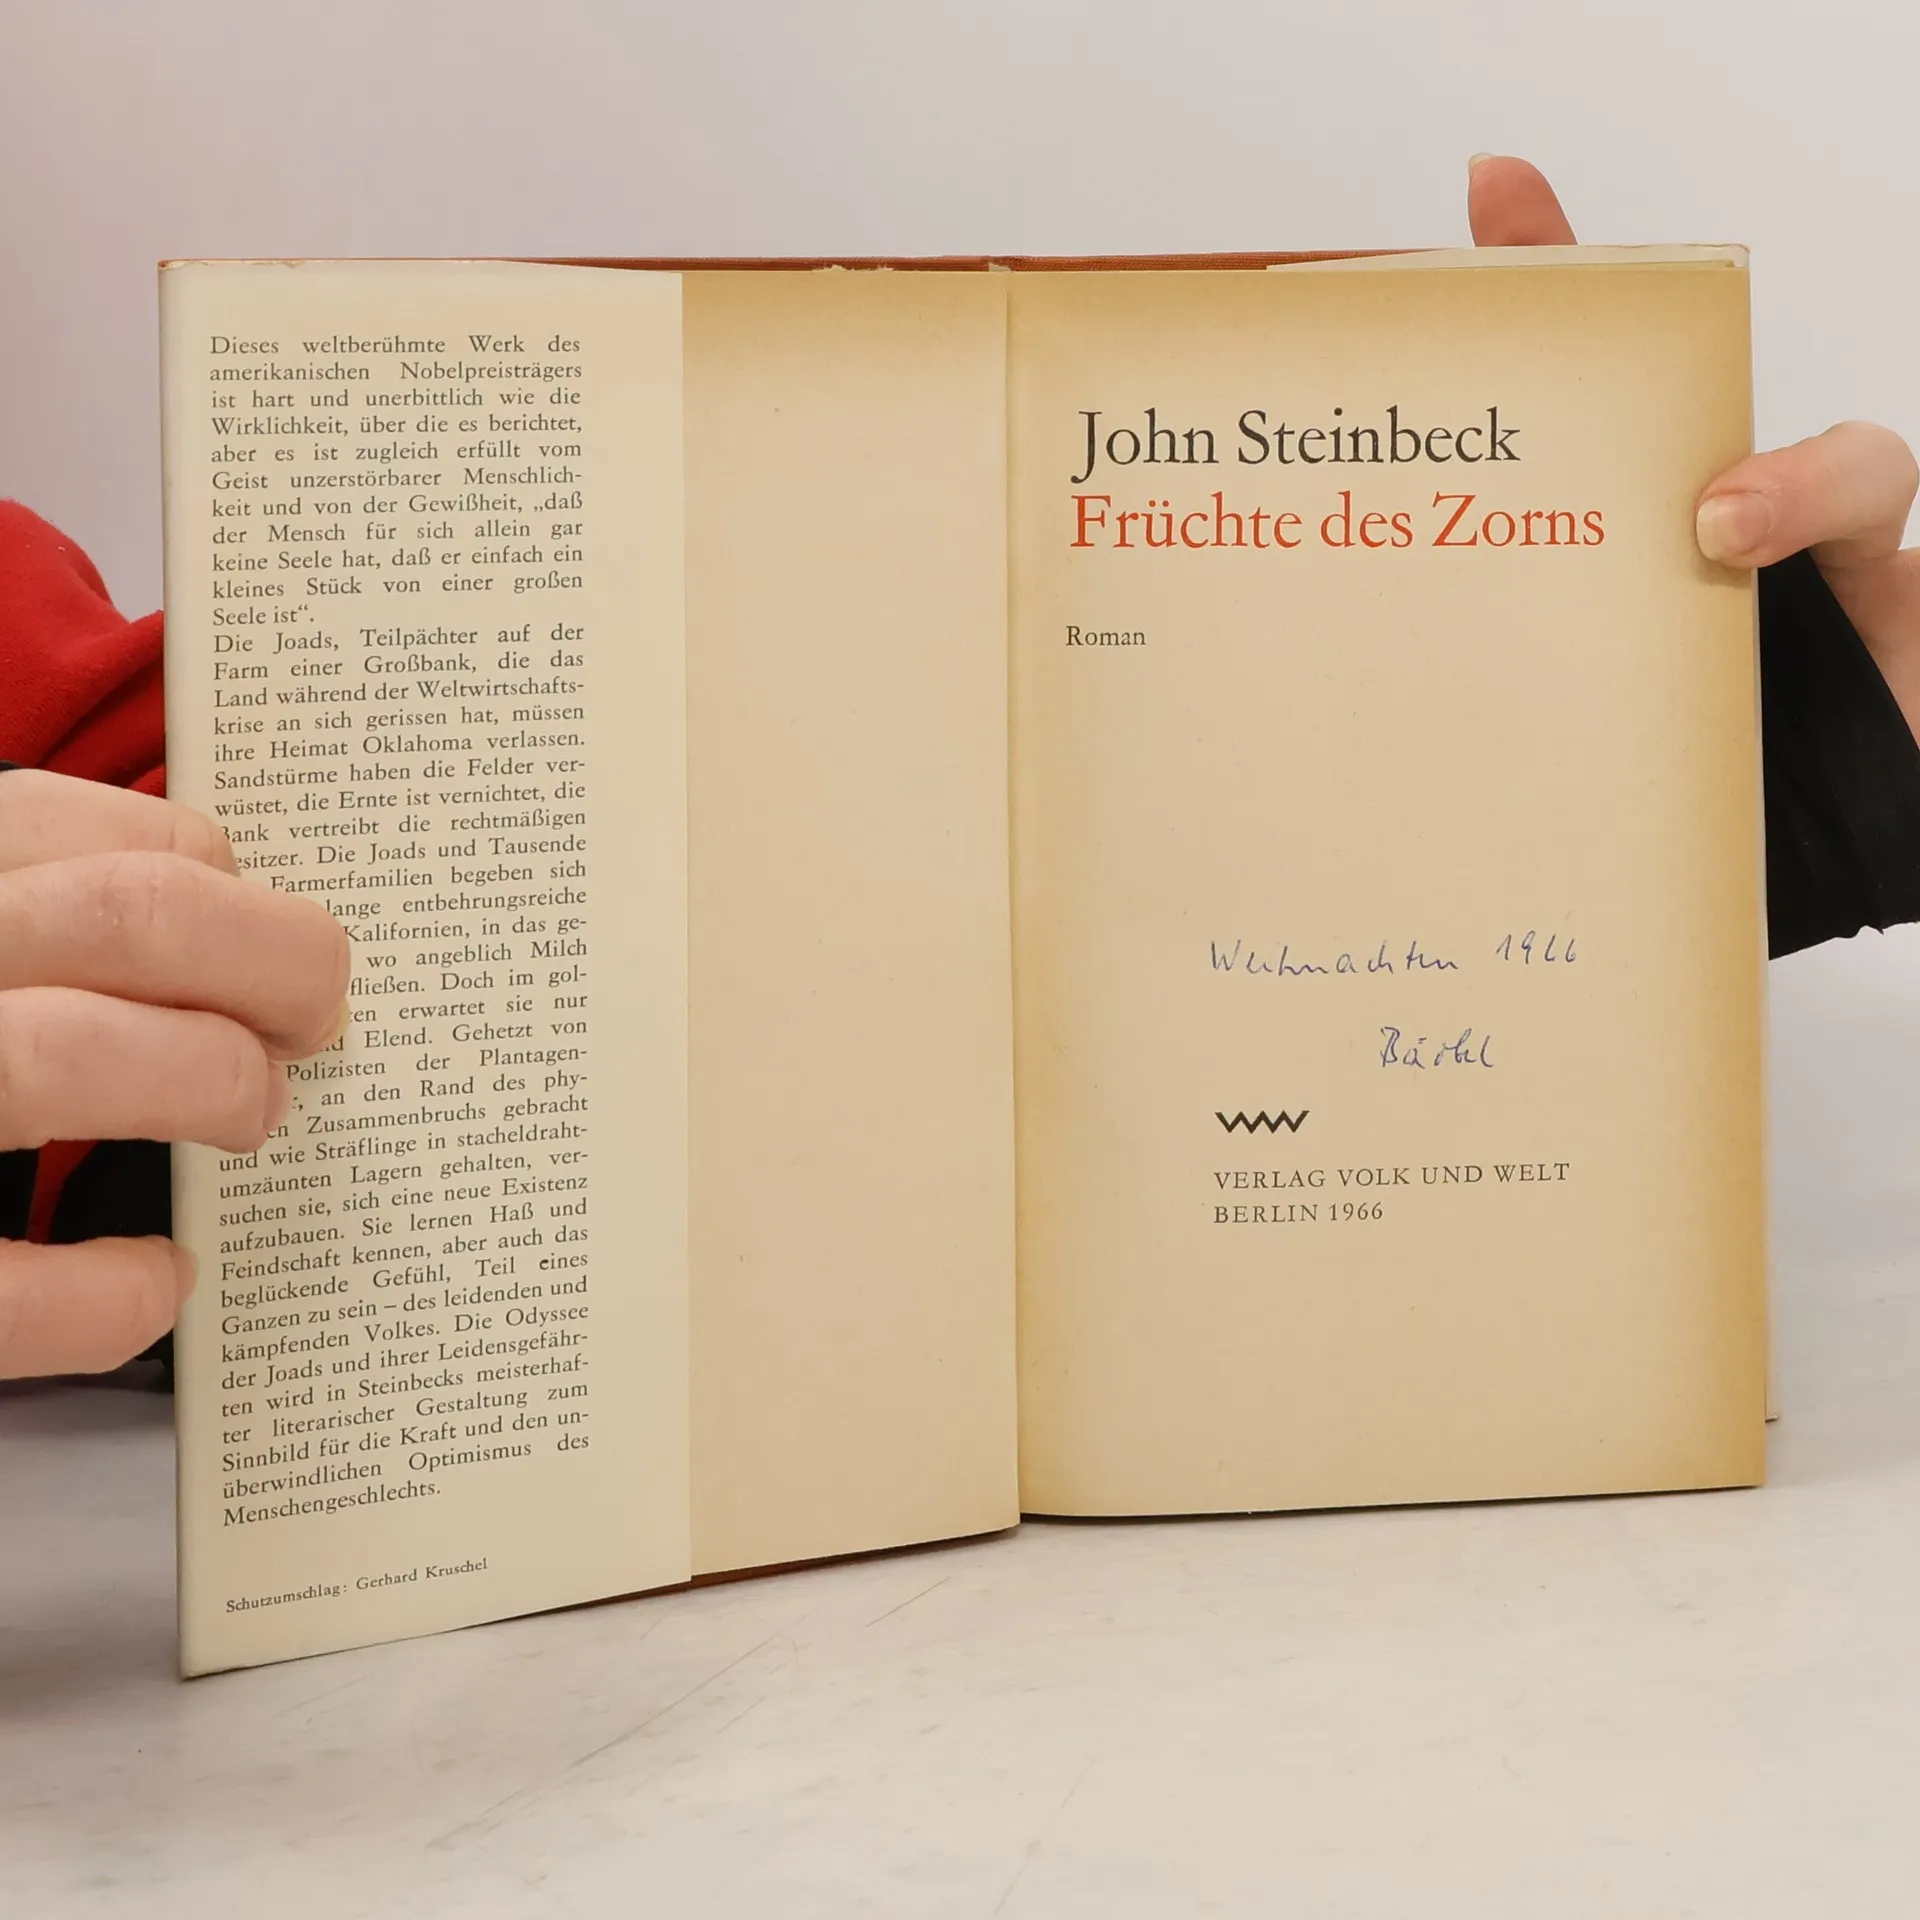 Dieses weltberühmte Werk des
amerikanischen Nobelpreisträgers
ist hart und unerbittlich wie die
Wirklichkeit, über die es berichtet,
aber es ist zugleich erfüllt vom
Geist unzerstörbarer Menschlich-
keit und von der Gewißheit, „daß
der Mensch für sich allein gar
keine Seele hat, daß er einfach ein
kleines Stück von einer großen
Seele ist“.
Die Joads, Teilpächter auf der
Farm einer Großbank, die das
Land während der Weltwirtschafts-
krise an sich gerissen hat, müssen
ihre Heimat Oklahoma verlassen.
Sandstürme haben die Felder ver-
wüstet, die Ernte ist vernichtet, die
Bank vertreibt die rechtmäßigen
esitzer. Die Joads und Tausende
Farmerfamilien begeben sich
lange entbehrungsreiche
Kalifornien, in das ge-
wo angeblich Milch
fließen. Doch im gol-
erwartet sie nur
Elend. Gehetzt von
Polizisten der Plantagen-
an den Rand des phy-
Zusammenbruchs gebracht
und wie Sträflinge in stacheldraht-
umzäunten Lagern gehalten, ver-
suchen sie, sich eine neue Existenz
aufzubauen. Sie lernen Haß und
Feindschaft kennen, aber auch das
beglückende Gefühl, Teil eines
Ganzen zu sein – des leidenden und
kämpfenden Volkes. Die Odyssee
der Joads und ihrer Leidensgefähr-
ten wird in Steinbecks meisterhaf-
ter literarischer Gestaltung zum
Sinnbild für die Kraft und den un-
überwindlichen Optimismus des
Menschengeschlechts.
Schutzumschlag: Gerhard Kruschel
John Steinbeck
Früchte des Zorns
Roman
Weihnachten 1966
Bärbel
VERLAG VOLK UND WELT
BERLIN 1966